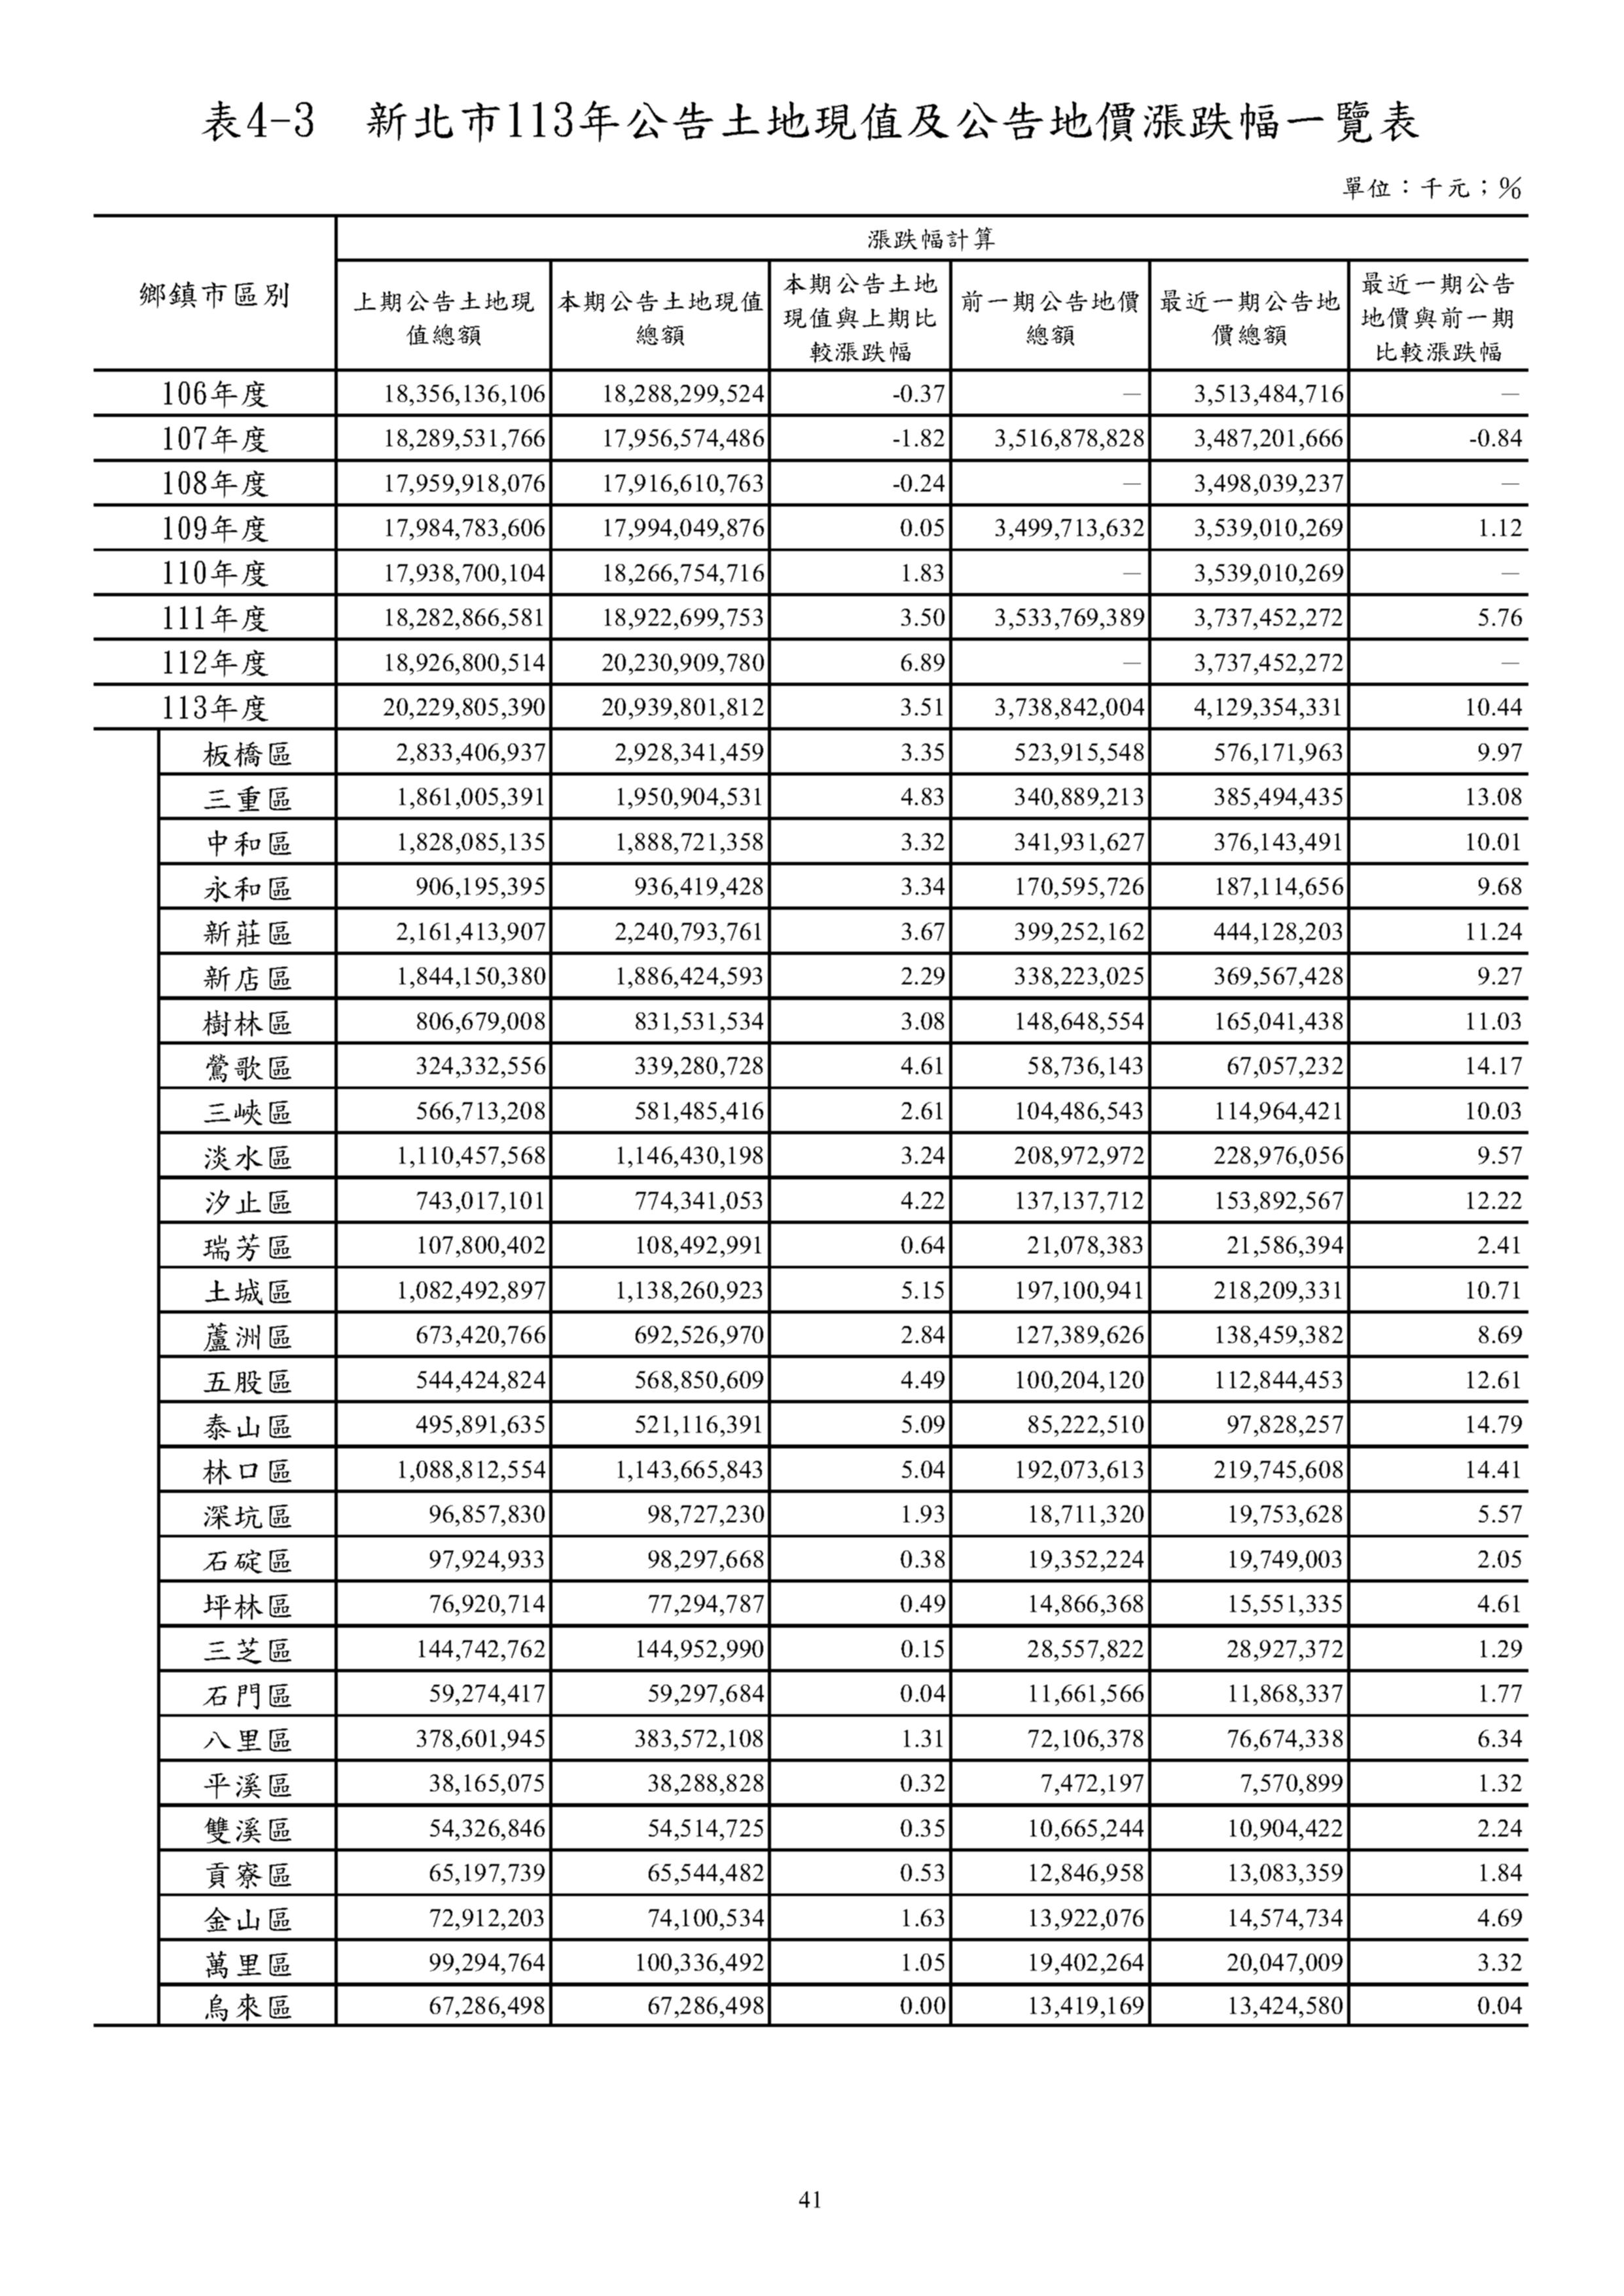 表4-3 新北市113年公告土地現值及公告地價漲跌幅一覽表
單位：千元；%
鄉鎮市區別
漲跌幅計算
上期公告土地現值總額
本期公告土地現值總額
本期公告土地現值與上期比較漲跌幅
前一期公告地價總額
最近一期公告地價總額
最近一期公告地價與前一期比較漲跌幅
106年度 18,356,136,106 18,288,299,524 -0.37 — 3,513,484,716 —
107年度 18,289,531,766 17,956,574,486 -1.82 3,516,878,828 3,487,201,666 -0.84
108年度 17,959,918,076 17,916,610,763 -0.24 — 3,498,039,237 —
109年度 17,984,783,606 17,994,049,876 0.05 3,499,713,632 3,539,010,269 1.12
110年度 17,938,700,104 18,266,754,716 1.83 — 3,539,010,269 —
111年度 18,282,866,581 18,922,699,753 3.50 3,533,769,389 3,737,452,272 5.76
112年度 18,926,800,514 20,230,909,780 6.89 — 3,737,452,272 —
113年度 20,229,805,390 20,939,801,812 3.51 3,738,842,004 4,129,354,331 10.44
板橋區 2,833,406,937 2,928,341,459 3.35 523,915,548 576,171,963 9.97
三重區 1,861,005,391 1,950,904,531 4.83 340,889,213 385,494,435 13.08
中和區 1,828,085,135 1,888,721,358 3.32 341,931,627 376,143,491 10.01
永和區 906,195,395 936,419,428 3.34 170,595,726 187,114,656 9.68
新莊區 2,161,413,907 2,240,793,761 3.67 399,252,162 444,128,203 11.24
新店區 1,844,150,380 1,886,424,593 2.29 338,223,025 369,567,428 9.27
樹林區 806,679,008 831,531,534 3.08 148,648,554 165,041,438 11.03
鶯歌區 324,332,556 339,280,728 4.61 58,736,143 67,057,232 14.17
三峽區 566,713,208 581,485,416 2.61 104,486,543 114,964,421 10.03
淡水區 1,110,457,568 1,146,430,198 3.24 208,972,972 228,976,056 9.57
汐止區 743,017,101 774,341,053 4.22 137,137,712 153,892,567 12.22
瑞芳區 107,800,402 108,492,991 0.64 21,078,383 21,586,394 2.41
土城區 1,082,492,897 1,138,260,923 5.15 197,100,941 218,209,331 10.71
蘆洲區 673,420,766 692,526,970 2.84 127,389,626 138,459,382 8.69
五股區 544,424,824 568,850,609 4.49 100,204,120 112,844,453 12.61
泰山區 495,891,635 521,116,391 5.09 85,222,510 97,828,257 14.79
林口區 1,088,812,554 1,143,665,843 5.04 192,073,613 219,745,608 14.41
深坑區 96,857,830 98,727,230 1.93 18,711,320 19,753,628 5.57
石碇區 97,924,933 98,297,668 0.38 19,352,224 19,749,003 2.05
坪林區 76,920,714 77,294,787 0.49 14,866,368 15,551,335 4.61
三芝區 144,742,762 144,952,990 0.15 28,557,822 28,927,372 1.29
石門區 59,274,417 59,297,684 0.04 11,661,566 11,868,337 1.77
八里區 378,601,945 383,572,108 1.31 72,106,378 76,674,338 6.34
平溪區 38,165,075 38,288,828 0.32 7,472,197 7,570,899 1.32
雙溪區 54,326,846 54,514,725 0.35 10,665,244 10,904,422 2.24
貢寮區 65,197,739 65,544,482 0.53 12,846,958 13,083,359 1.84
金山區 72,912,203 74,100,534 1.63 13,922,076 14,574,734 4.69
萬里區 99,294,764 100,336,492 1.05 19,402,264 20,047,009 3.32
烏來區 67,286,498 67,286,498 0.00 13,419,169 13,424,580 0.04
41